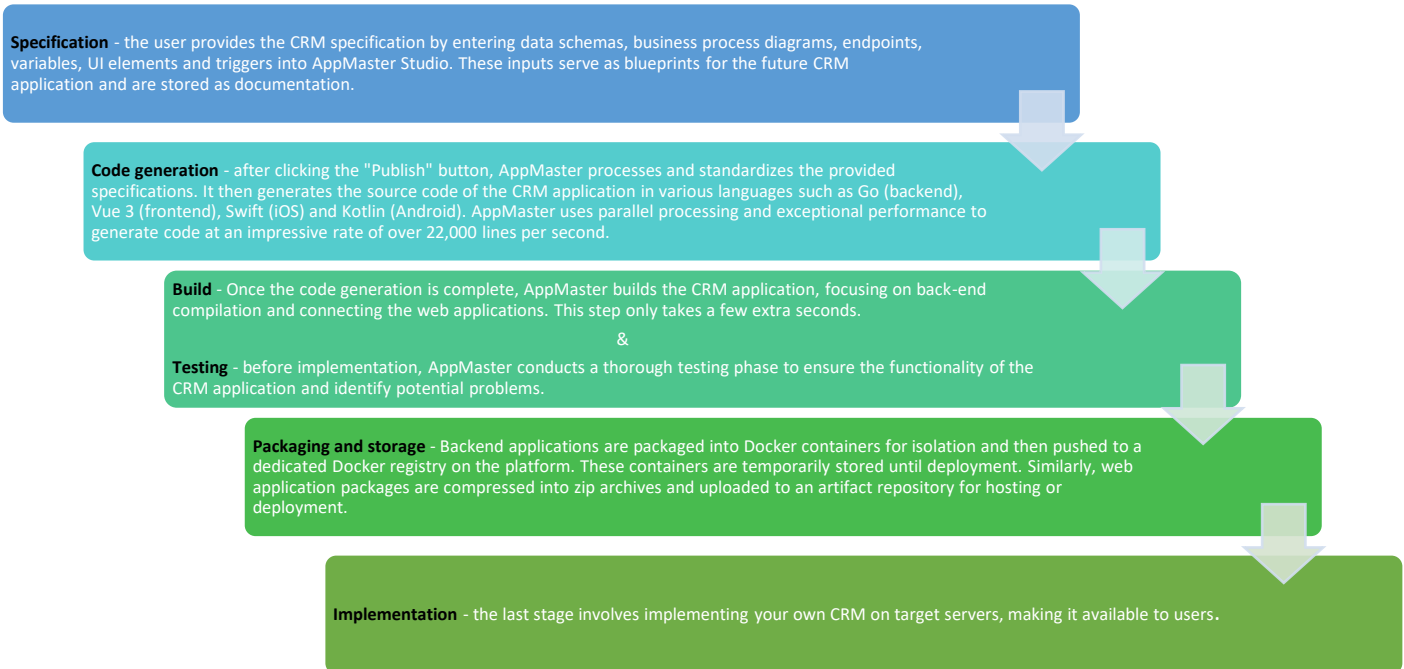 Specification - the user provides the CRM specification by entering data schemas, business process diagrams, endpoints,
variables, UI elements and triggers into AppMaster Studio. These inputs serve as blueprints for the future CRM
application and are stored as documentation.
Code generation - after clicking the "Publish" button, AppMaster processes and standardizes the provided
specifications. It then generates the source code of the CRM application in various languages such as Go (backend),
Vue 3 (frontend), Swift (iOS) and Kotlin (Android). AppMaster uses parallel processing and exceptional performance to
generate code at an impressive rate of over 22,000 lines per second.
Build - Once the code generation is complete, AppMaster builds the CRM application, focusing on back-end
compilation and connecting the web applications. This step only takes a few extra seconds.
&
Testing - before implementation, AppMaster conducts a thorough testing phase to ensure the functionality of the
CRM application and identify potential problems.
Packaging and storage - Backend applications are packaged into Docker containers for isolation and then pushed to a
dedicated Docker registry on the platform. These containers are temporarily stored until deployment. Similarly, web
application packages are compressed into zip archives and uploaded to an artifact repository for hosting or
deployment.
Implementation - the last stage involves implementing your own CRM on target servers, making it available to users.